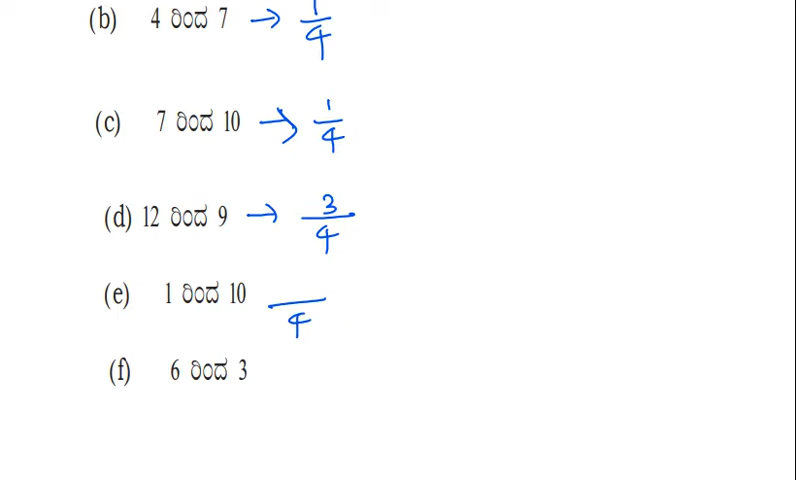 (b) 4 ರಿಂದ 7 → 1/4
(c) 7 ರಿಂದ 10 → 1/4
(d) 12 ರಿಂದ 9 → 3/4
(e) 1 ರಿಂದ 10 /4
(f) 6 ರಿಂದ 3